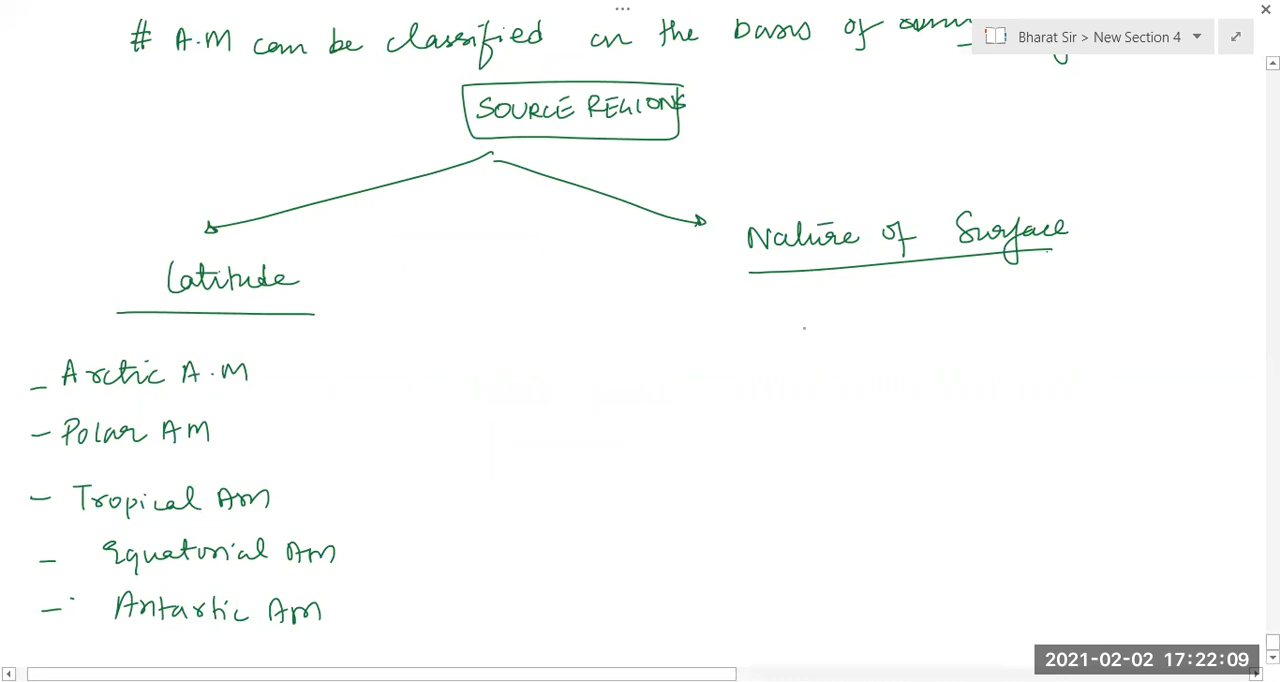 # A.M can be classified on the basis of
Bharat Sir > New Section 4
SOURCE REGIONS
Latitude
Nature of Surface
- Arctic A.M
- Polar AM
- Tropical AM
- Equatorial AM
- Antartic AM
2021-02-02 17:22:09